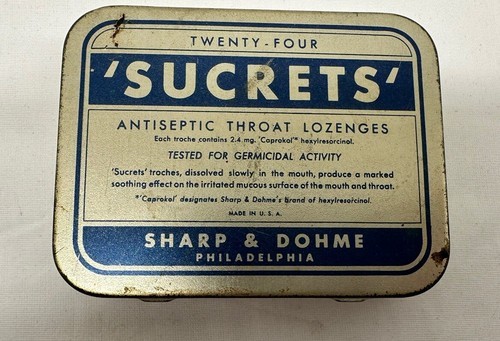 TWENTY-FOUR
'SUCRETS'
ANTISEPTIC THROAT LOZENGES
Each troche contains 2.4 mg. 'Caprokol'* hexylresorcinol.
TESTED FOR GERMICIDAL ACTIVITY
'Sucrets' troches, dissolved slowly in the mouth, produce a marked
soothing effect on the irritated mucous surface of the mouth and throat.
*'Caprokol' designates Sharp & Dohme's brand of hexylresorcinol.
MADE IN U. S. A.
SHARP & DOHME
PHILADELPHIA